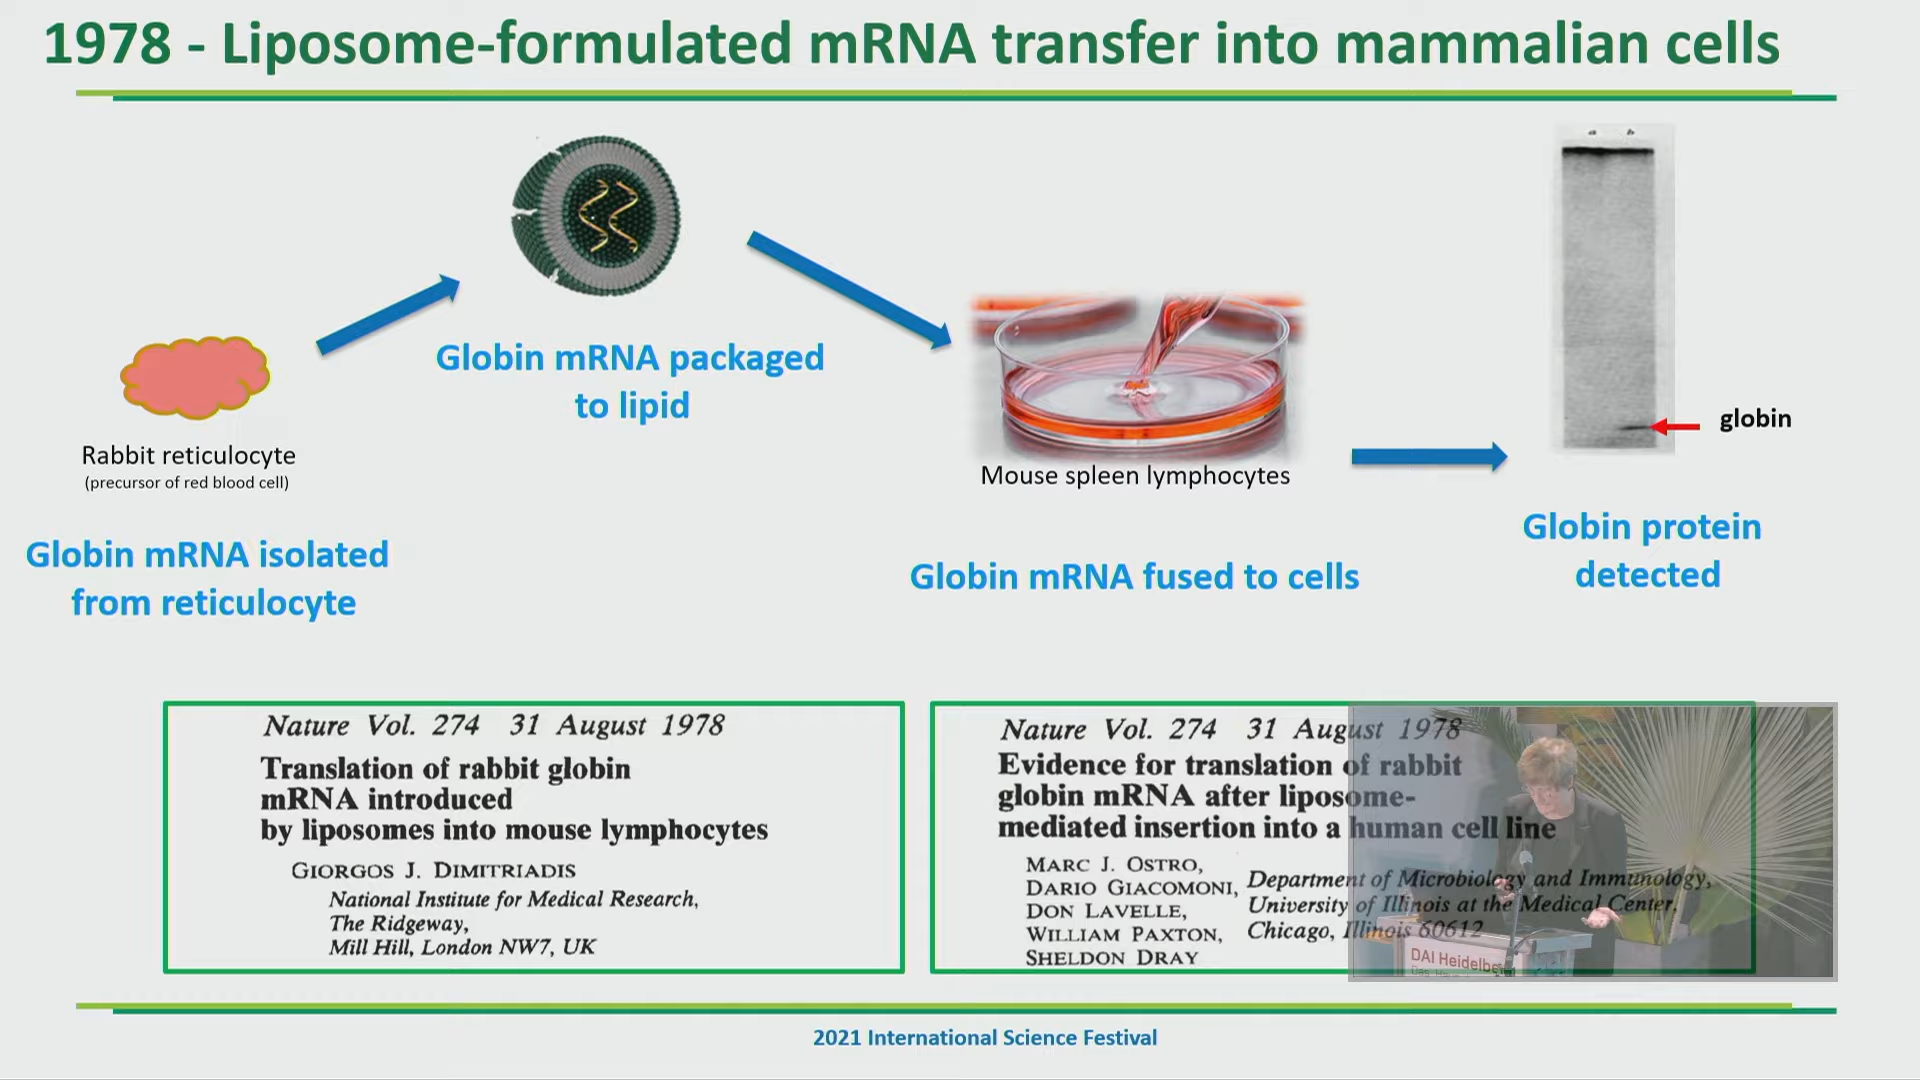 1978 - Liposome-formulated mRNA transfer into mammalian cells
a b
Globin mRNA packaged
to lipid
globin
Rabbit reticulocyte
(precursor of red blood cell)
Mouse spleen lymphocytes
Globin mRNA isolated
from reticulocyte
Globin mRNA fused to cells
Globin protein
detected
Nature Vol. 274 31 August 1978
Translation of rabbit globin
mRNA introduced
by liposomes into mouse lymphocytes
GIORGOS J. DIMITRIADIS
National Institute for Medical Research,
The Ridgeway,
Mill Hill, London NW7, UK
Nature Vol. 274 31 August 1978
Evidence for translation of rabbit
globin mRNA after liposome-
mediated insertion into a human cell line
MARC J. OSTRO,
DARIO GIACOMONI,
DON LAVELLE,
WILLIAM PAXTON,
SHELDON DRAY
Department of Microbiology and Immunology,
University of Illinois at the Medical Center,
Chicago, Illinois 60612
DAI Heidelbe
2021 International Science Festival